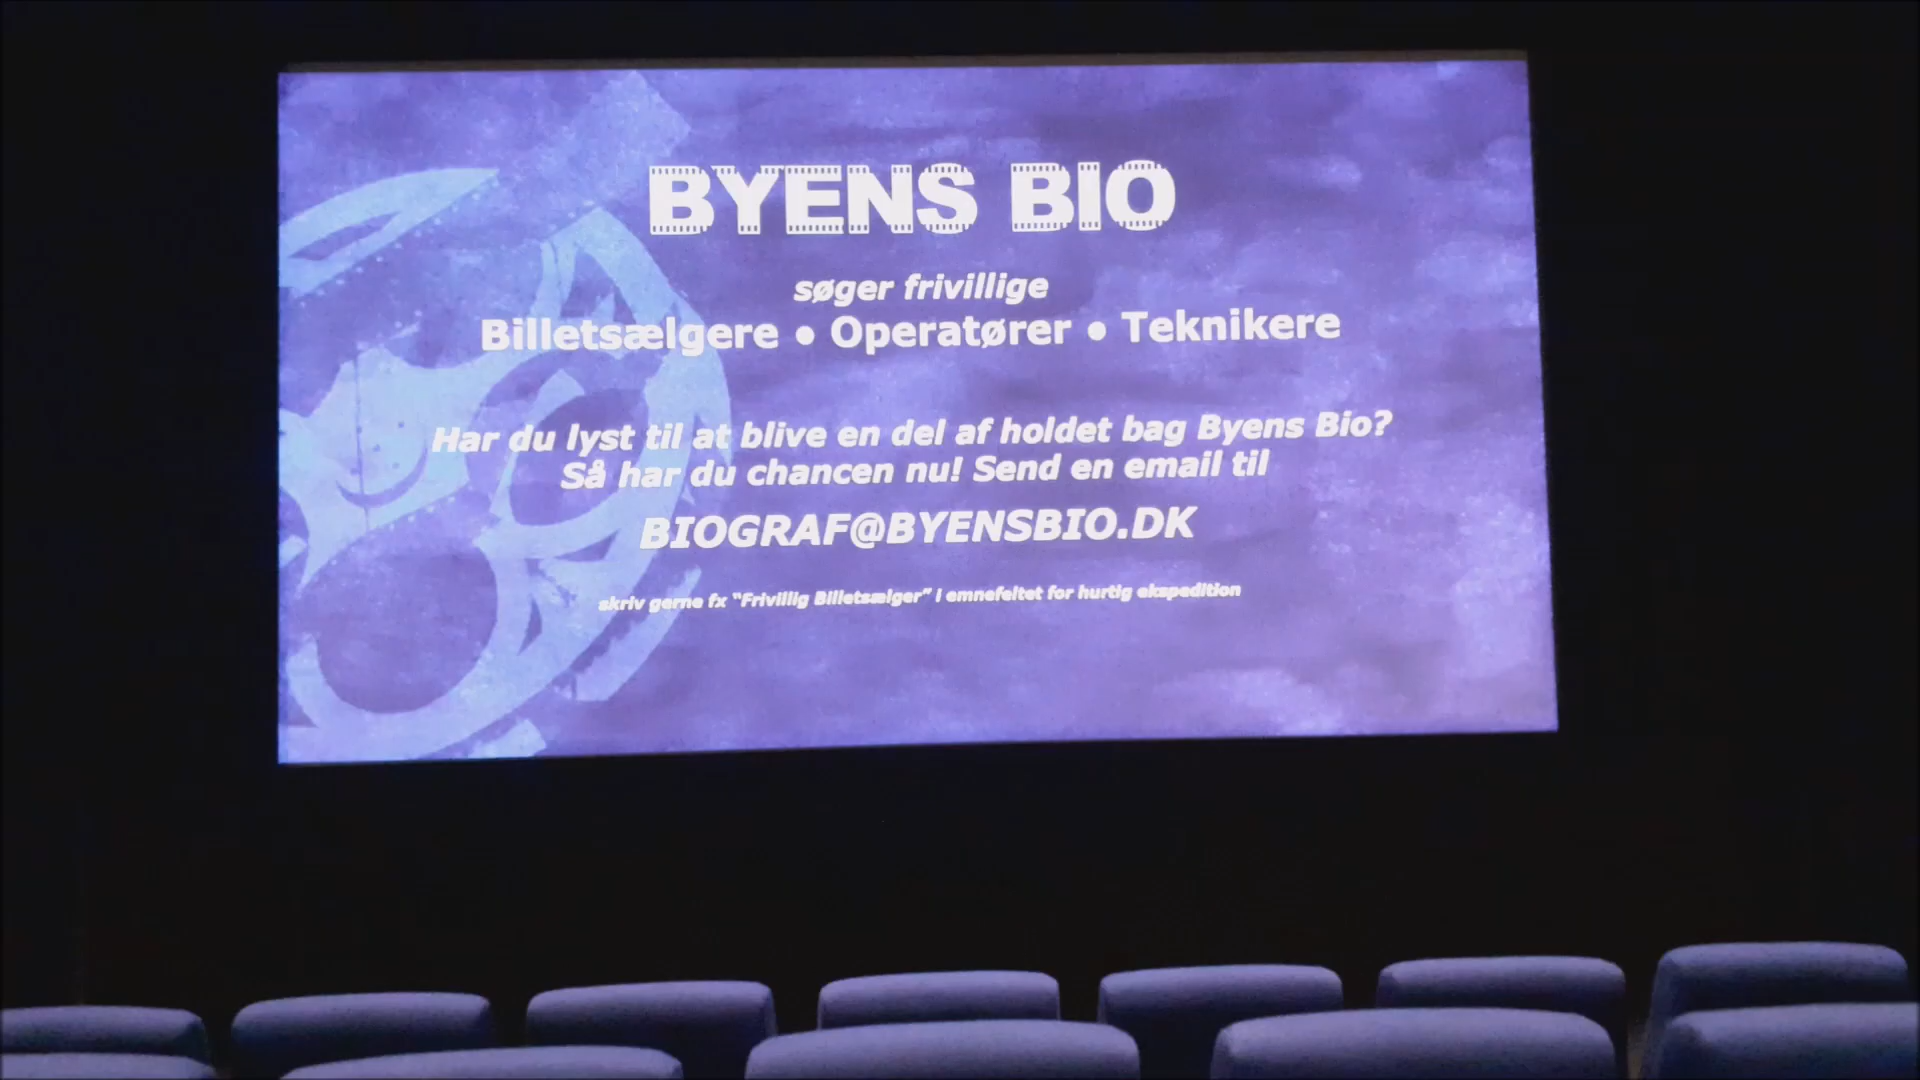 BYENS BIO
søger frivillige
Billetsælgere • Operatører • Teknikere
Har du lyst til at blive en del af holdet bag Byens Bio?
Så har du chancen nu! Send en email til
BIOGRAF@BYENSBIO.DK
skriv gerne fx "Frivillig Billetsælger" i emnefeltet for hurtig ekspedition